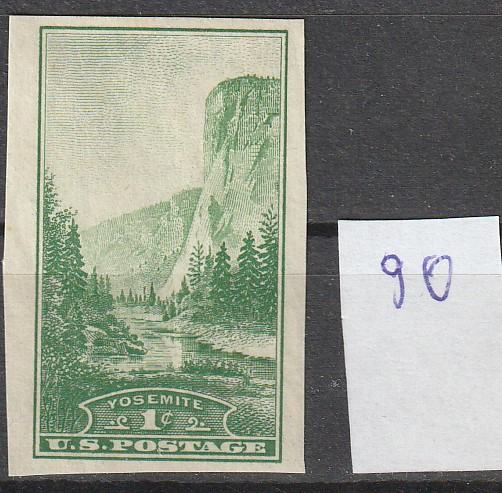 YOSEMITE
1¢
U.S. POSTAGE
90